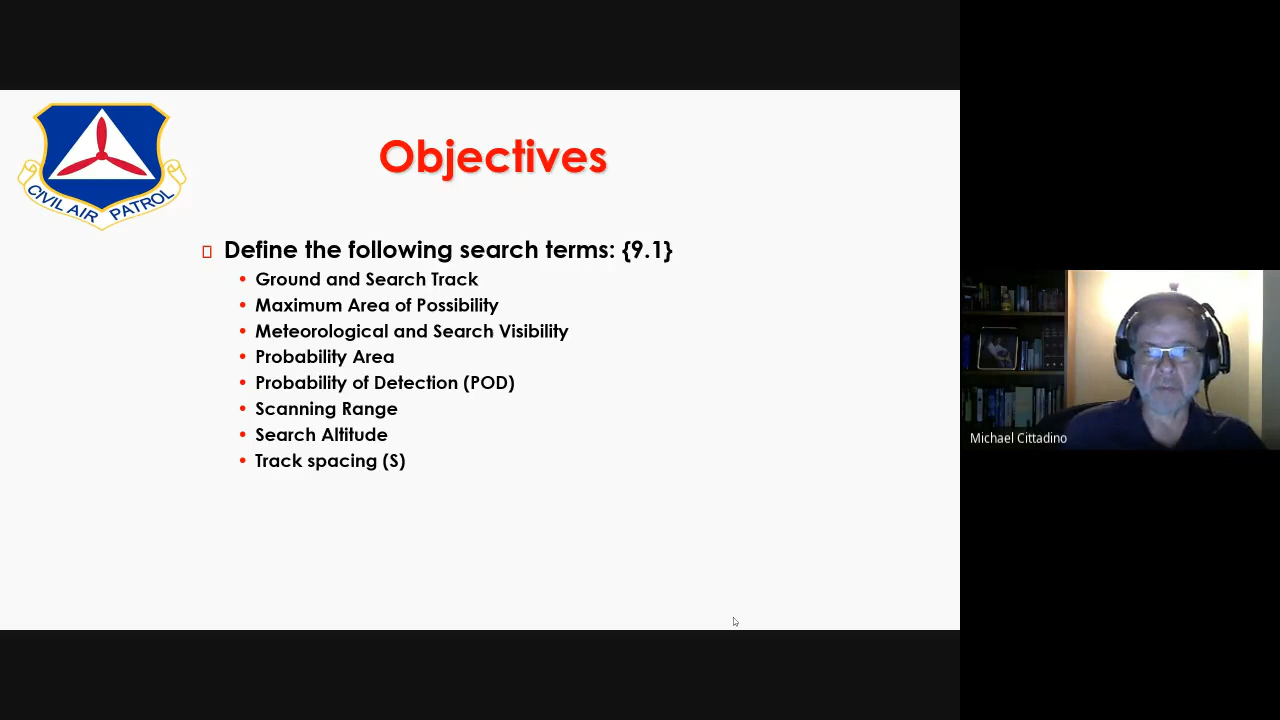 CIVIL AIR PATROL
Objectives
Define the following search terms: {9.1}
• Ground and Search Track
• Maximum Area of Possibility
• Meteorological and Search Visibility
• Probability Area
• Probability of Detection (POD)
• Scanning Range
• Search Altitude
• Track spacing (S)
Michael Cittadino